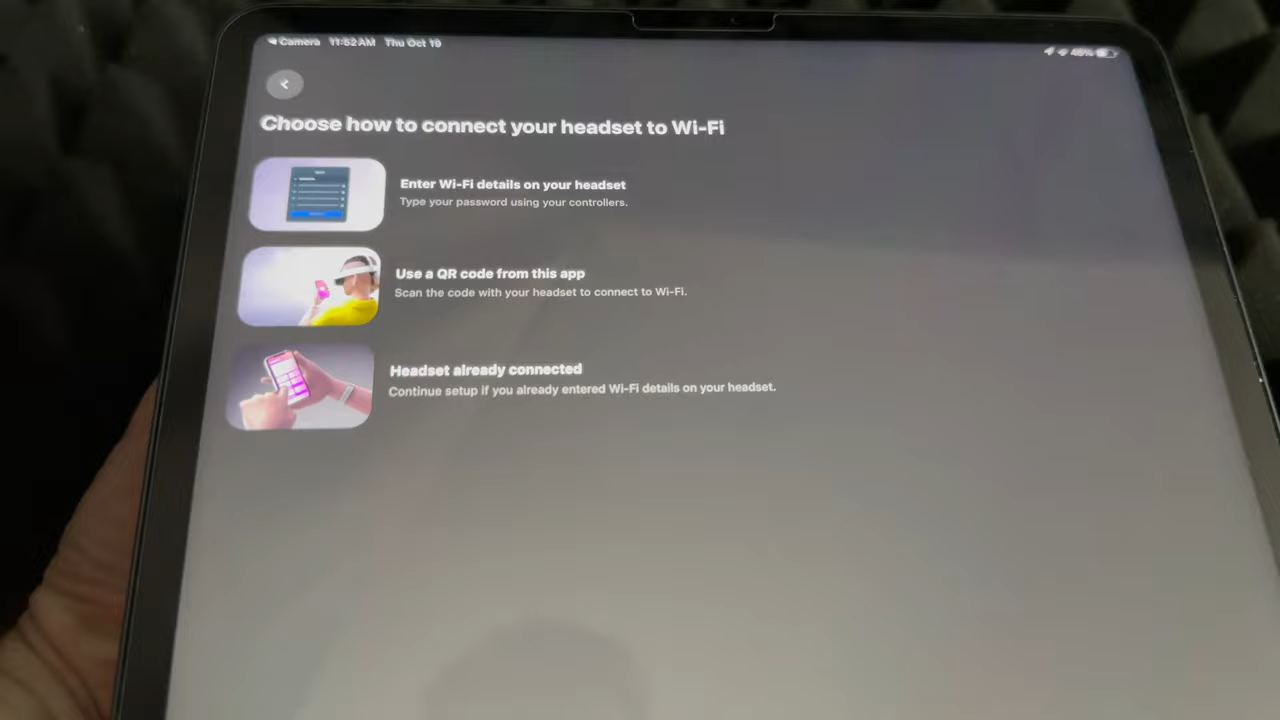 Camera 11:52 AM Thu Oct 19
46%
Choose how to connect your headset to Wi-Fi
Enter Wi-Fi details on your headset
Type your password using your controllers.
Use a QR code from this app
Scan the code with your headset to connect to Wi-Fi.
Headset already connected
Continue setup if you already entered Wi-Fi details on your headset.